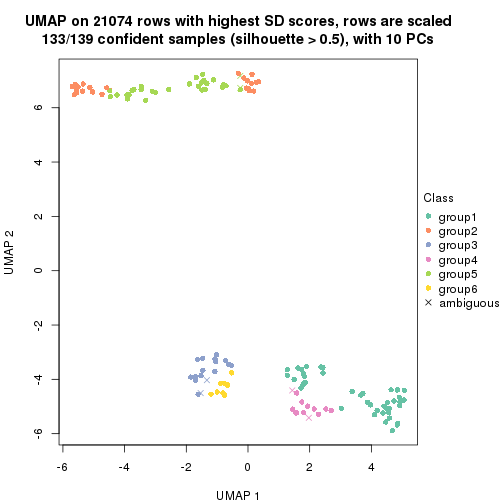 UMAP on 21074 rows with highest SD scores, rows are scaled
133/139 confident samples (silhouette > 0.5), with 10 PCs
6
4
2
0
-2
-4
-6
UMAP 2
-6 -4 -2 0 2 4
UMAP 1
Class
group1
group2
group3
group4
group5
group6
ambiguous